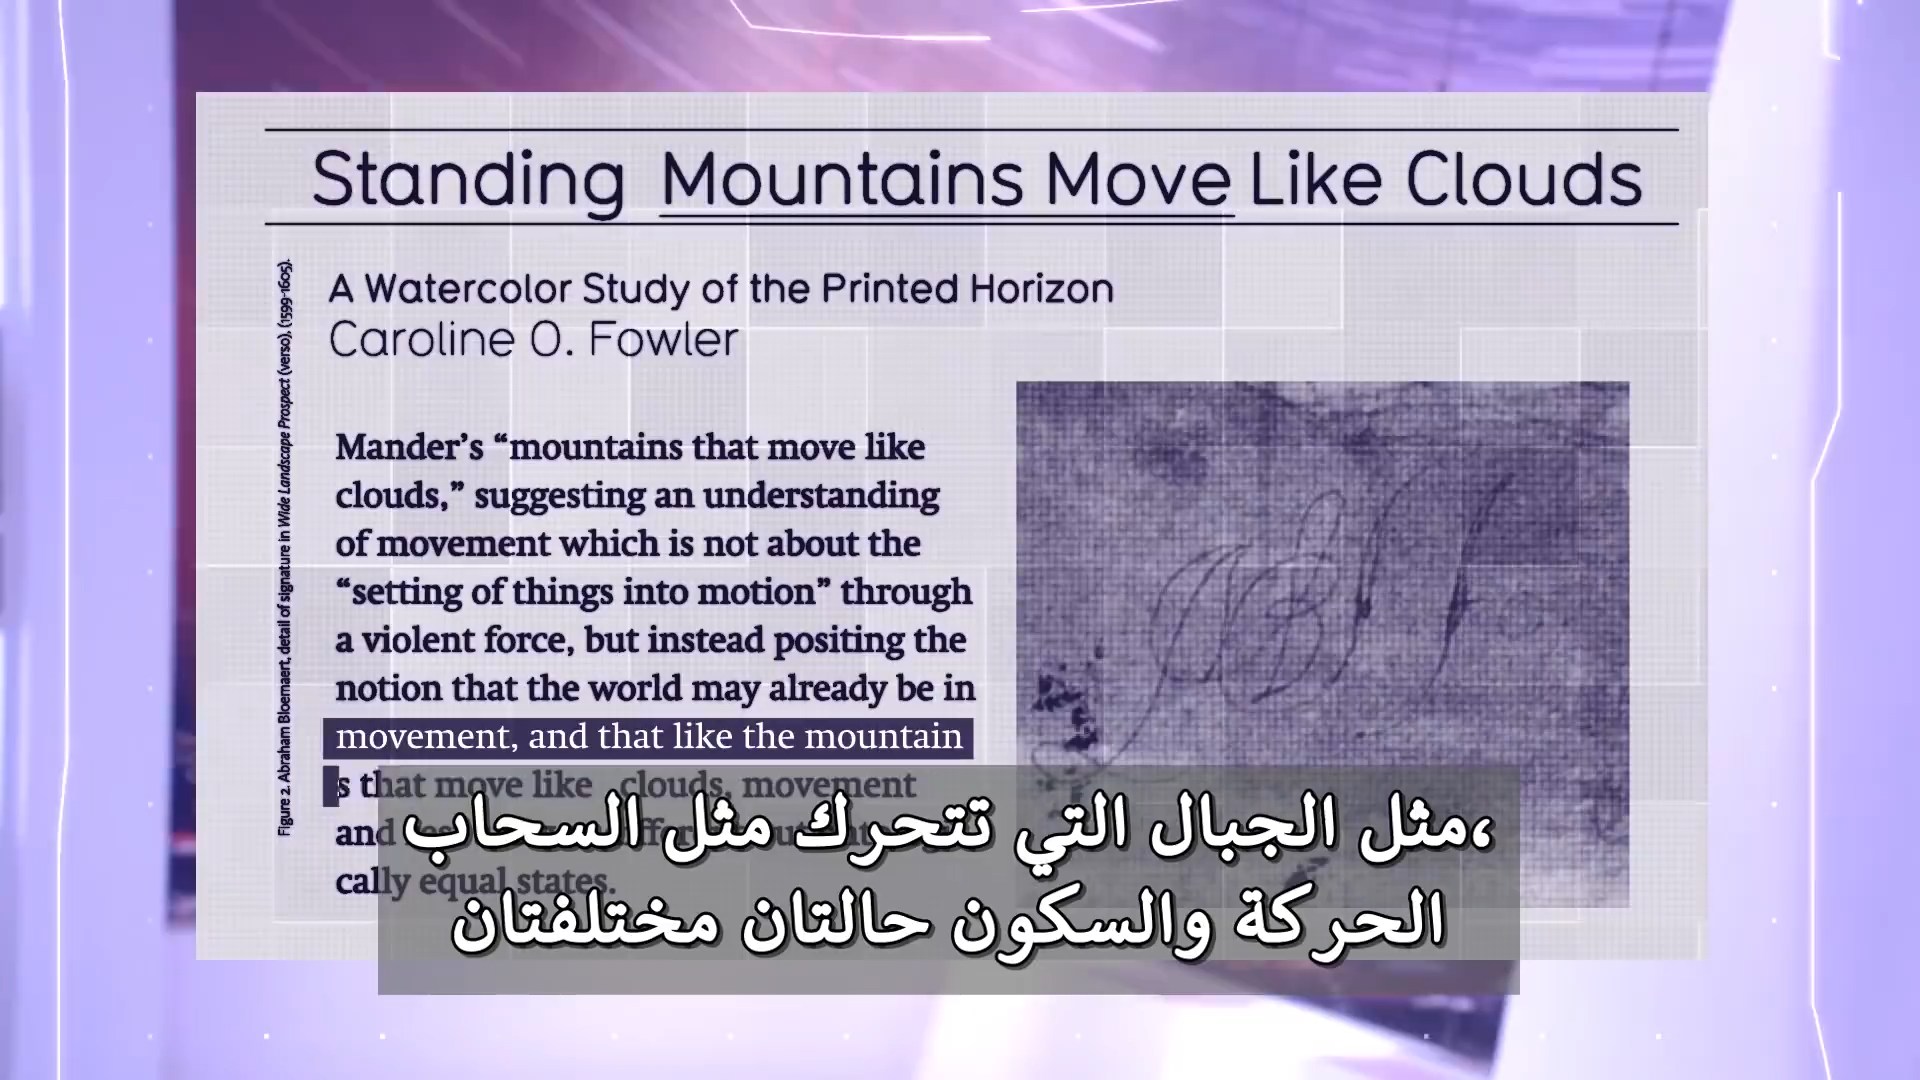 Standing Mountains Move Like Clouds
A Watercolor Study of the Printed Horizon
Caroline O. Fowler
Figure 2. Abraham Bloemaert, detail of signature in Wide Landscape Prospect (verso), (1599-1605).
Mander’s “mountains that move like
clouds,” suggesting an understanding
of movement which is not about the
“setting of things into motion” through
a violent force, but instead positing the
notion that the world may already be in
movement, and that like the mountain
s that move like clouds, movement
and
cally equal states.
مثل الجبال التي تتحرك مثل السحاب،
الحركة والسكون حالتان مختلفتان